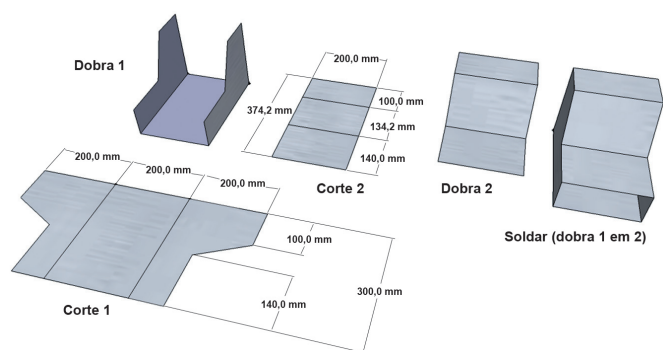 Dobra 1
200,0 mm
374,2 mm
100,0 mm
134,2 mm
140,0 mm
Corte 2
Dobra 2
Soldar (dobra 1 em 2)
200,0 mm
200,0 mm
200,0 mm
100,0 mm
300,0 mm
140,0 mm
Corte 1